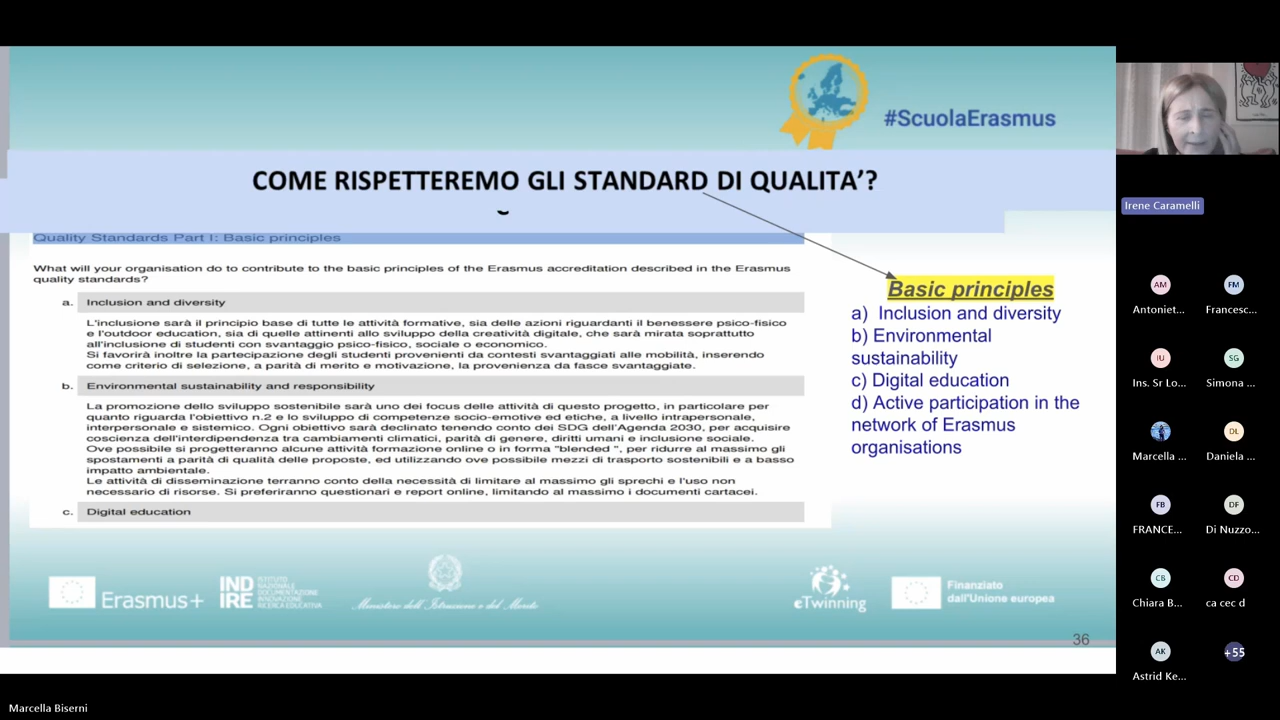 #ScuolaErasmus
COME RISPETTEREMO GLI STANDARD DI QUALITA’?
Quality Standards Part I: Basic principles
What will your organisation do to contribute to the basic principles of the Erasmus accreditation described in the Erasmus
quality standards?
a. Inclusion and diversity
L'inclusione sarà il principio base di tutte le attività formative, sia delle azioni riguardanti il benessere psico-fisico
e l'outdoor education, sia di quelle attinenti allo sviluppo della creatività digitale, che sarà mirata soprattutto
all'inclusione di studenti con svantaggio psico-fisico, sociale o economico.
Si favorirà inoltre la partecipazione degli studenti provenienti da contesti svantaggiati alle mobilità, inserendo
come criterio di selezione, a parità di merito e motivazione, la provenienza da fasce svantaggiate.
b. Environmental sustainability and responsibility
La promozione dello sviluppo sostenibile sarà uno dei focus delle attività di questo progetto, in particolare per
quanto riguarda l'obiettivo n.2 e lo sviluppo di competenze socio-emotive ed etiche, a livello intrapersonale,
interpersonale e sistemico. Ogni obiettivo sarà declinato tenendo conto dei SDG dell'Agenda 2030, per acquisire
coscienza dell'interdipendenza tra cambiamenti climatici, parità di genere, diritti umani e inclusione sociale.
Ove possibile si progetteranno alcune attività formazione online o in forma "blended ", per ridurre al massimo gli
spostamenti a parità di qualità delle proposte, ed utilizzando ove possibile mezzi di trasporto sostenibili e a basso
impatto ambientale.
Le attività di disseminazione terranno conto della necessità di limitare al massimo gli sprechi e l'uso non
necessario di risorse. Si preferiranno questionari e report online, limitando al massimo i documenti cartacei.
c. Digital education
Basic principles
a) Inclusion and diversity
b) Environmental
sustainability
c) Digital education
d) Active participation in the
network of Erasmus
organisations
Erasmus+
INDIRE
ISTITUTO
NAZIONALE
DOCUMENTAZIONE
INNOVAZIONE
RICERCA EDUCATIVA
Ministero dell'Istruzione e del Merito
eTwinning
Finanziato
dall'Unione europea
36
Irene Caramelli
AM
Antoniet...
FM
Francesc...
IU
Ins. Sr Lo...
SG
Simona ...
Marcella ...
DL
Daniela ...
FB
FRANCE...
DF
Di Nuzzo...
CB
Chiara B...
CD
ca cec d
AK
Astrid Ke...
+55
Marcella Biserni